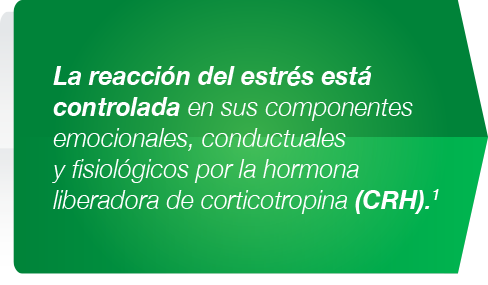 La reacción del estrés está
controlada en sus componentes
emocionales, conductuales
y fisiológicos por la hormona
liberadora de corticotropina (CRH).¹